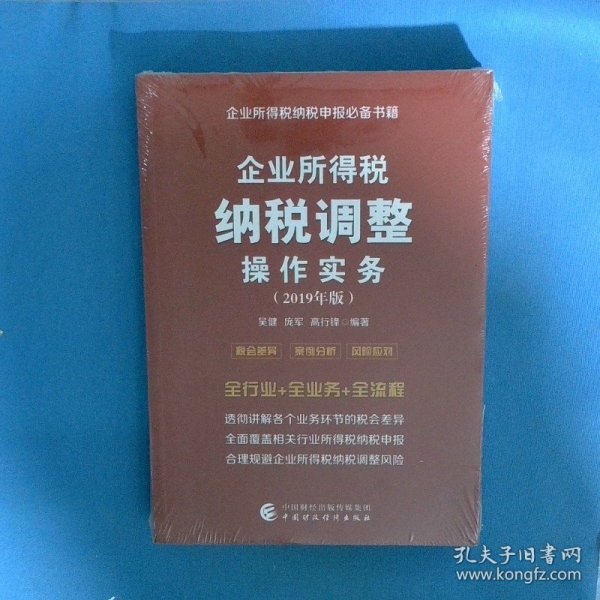 企业所得税纳税申报必备书籍
企业所得税
纳税调整
操作实务
（2019年版）
吴健 庞军 高行锋 编著
税会差异 案例分析 风险应对
全行业+全业务+全流程
透彻讲解各个业务环节的税会差异
全面覆盖相关行业所得税纳税申报
合理规避企业所得税纳税调整风险
中国财经出版传媒集团
中国财政经济出版社
孔夫子旧书网
www.kongfz.com